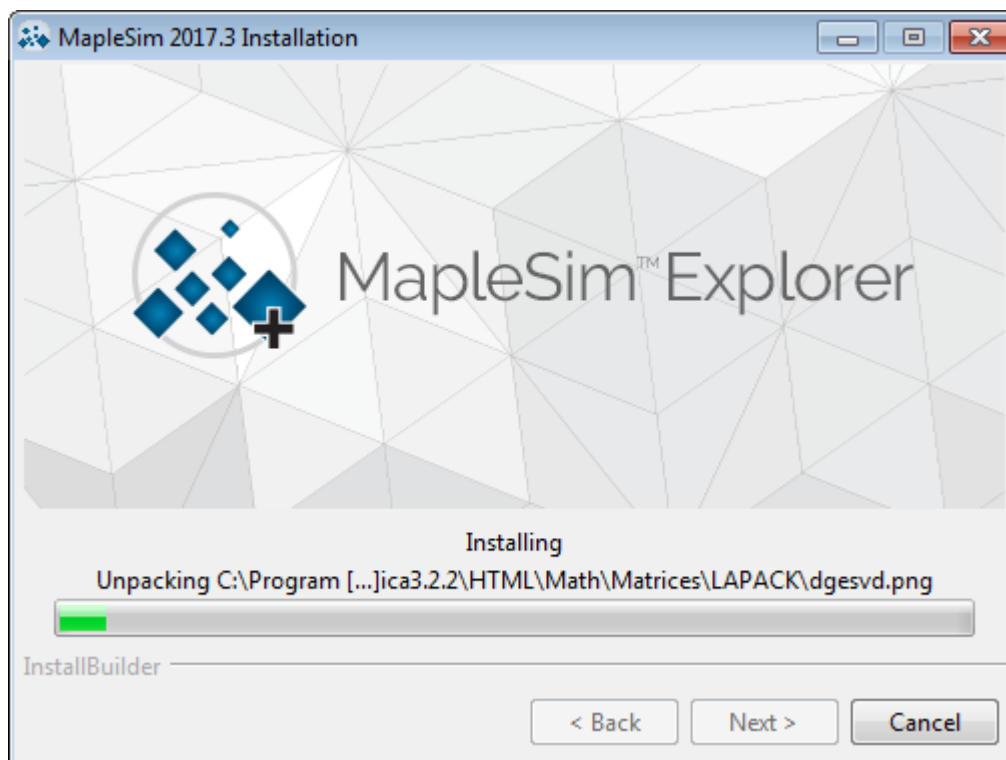 MapleSim 2017.3 Installation
MapleSim™ Explorer
Installing
Unpacking C:\Program [...]ica3.2.2\HTML\Math\Matrices\LAPACK\dgesvd.png
InstallBuilder
< Back Next > Cancel